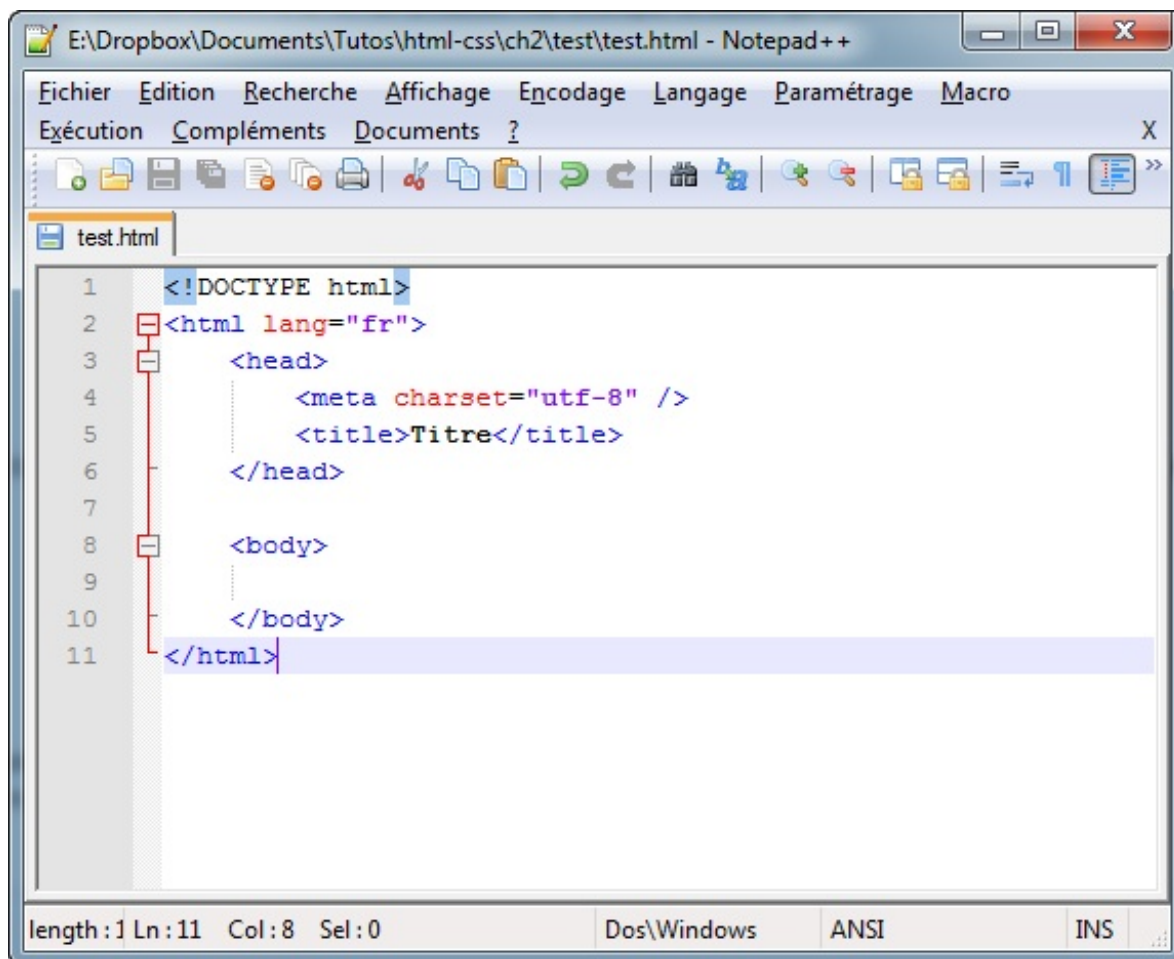 E:\Dropbox\Documents\Tutos\html-css\ch2\test\test.html - Notepad++
Fichier Edition Recherche Affichage Encodage Langage Paramétrage Macro
Exécution Compléments Documents ? X
test.html
1 <!DOCTYPE html>
2 <html lang="fr">
3 <head>
4 <meta charset="utf-8" />
5 <title>Titre</title>
6 </head>
7
8 <body>
9
10 </body>
11 </html>
length : 1 Ln : 11 Col : 8 Sel : 0 Dos\Windows ANSI INS